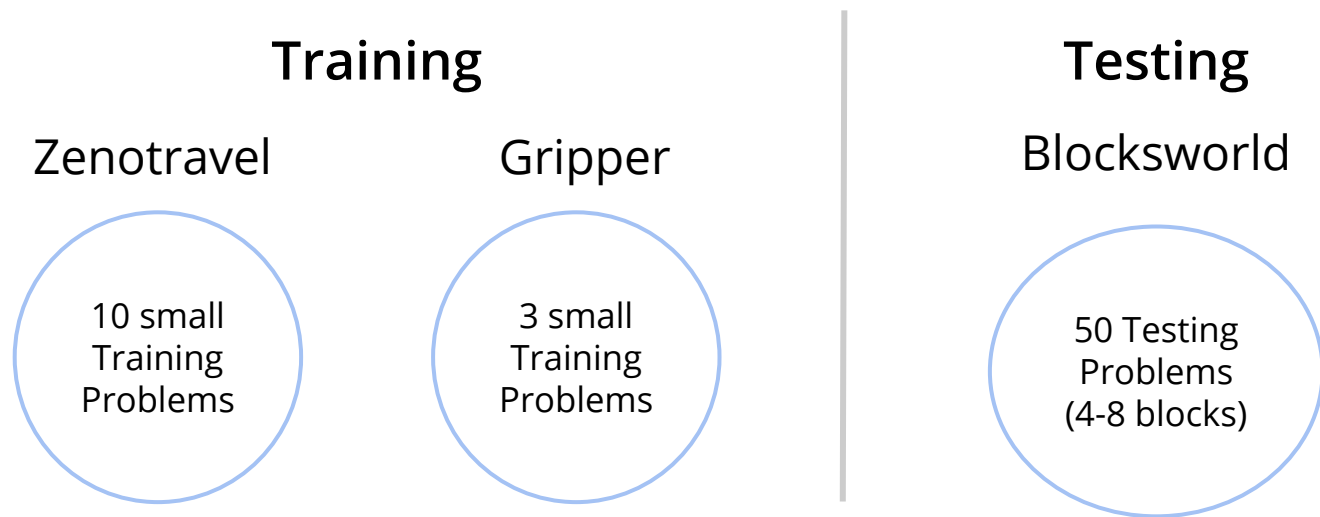 Training
Zenotravel
10 small
Training
Problems
Gripper
3 small
Training
Problems
Testing
Blocksworld
50 Testing
Problems
(4-8 blocks)